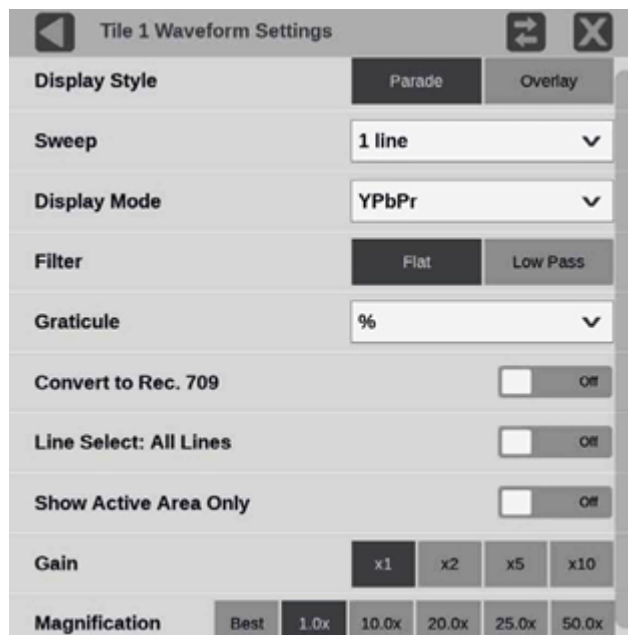 Tile 1 Waveform Settings
Display Style Parade Overlay
Sweep 1 line
Display Mode YPbPr
Filter Flat Low Pass
Graticule %
Convert to Rec. 709 Off
Line Select: All Lines Off
Show Active Area Only Off
Gain x1 x2 x5 x10
Magnification Best 1.0x 10.0x 20.0x 25.0x 50.0x